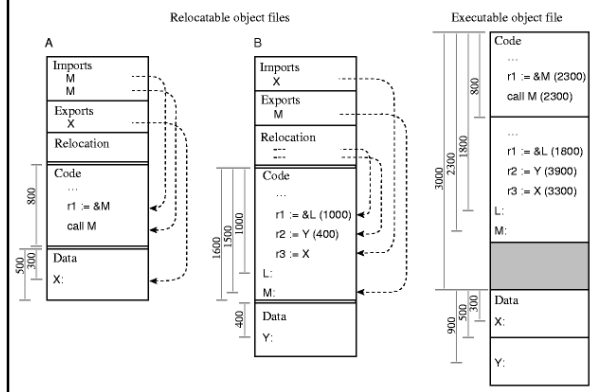 Relocatable object files
Executable object file
A
Imports
M
M
Exports
X
Relocation
Code
...
r1 := &M
call M
Data
X:
800
300
500
B
Imports
X
Exports
M
Relocation
Code
...
r1 := &L (1000)
r2 := Y (400)
r3 := X
L:
M:
Data
Y:
1000
1500
1600
400
Code
...
r1 := &M (2300)
call M (2300)
...
r1 := &L (1800)
r2 := Y (3900)
r3 := X (3300)
L:
M:
Data
X:
Y:
800
1800
2300
3000
300
500
900